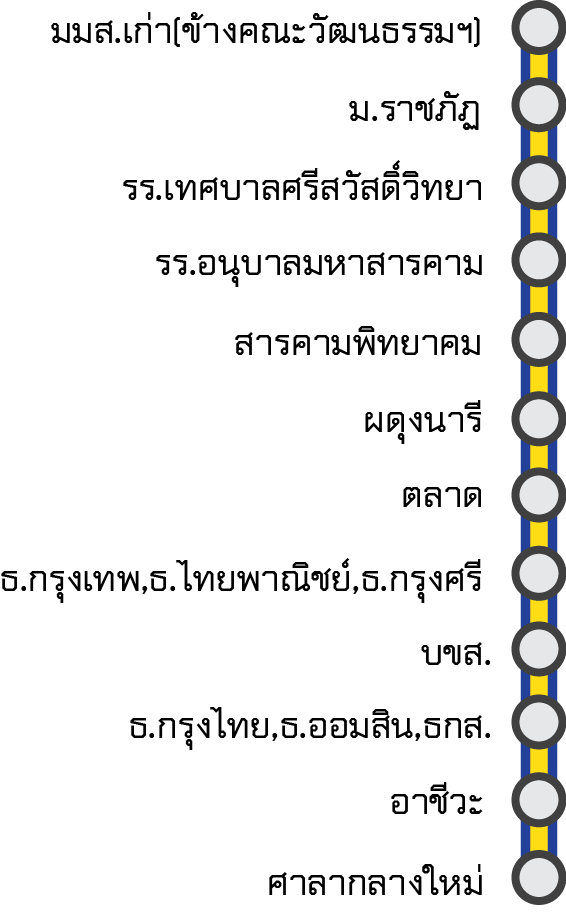 มมส.เก่า(ข้างคณะวัฒนธรรมฯ)
ม.ราชภัฏ
รร.เทศบาลศรีสวัสดิ์วิทยา
รร.อนุบาลมหาสารคาม
สารคามพิทยาคม
ผดุงนารี
ตลาด
ธ.กรุงเทพ,ธ.ไทยพาณิชย์,ธ.กรุงศรี
บขส.
ธ.กรุงไทย,ธ.ออมสิน,ธกส.
อาชีวะ
ศาลากลางใหม่